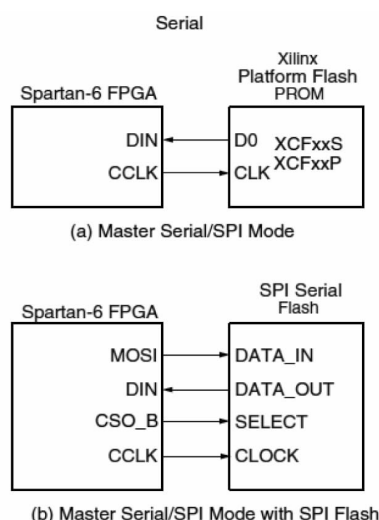 Serial
Xilinx
Platform Flash
PROM
Spartan-6 FPGA
DIN
D0
XCFxxS
CCLK
CLK
XCFxxP
(a) Master Serial/SPI Mode
SPI Serial
Flash
Spartan-6 FPGA
MOSI
DATA_IN
DIN
DATA_OUT
CSO_B
SELECT
CCLK
CLOCK
(b) Master Serial/SPI Mode with SPI Flash